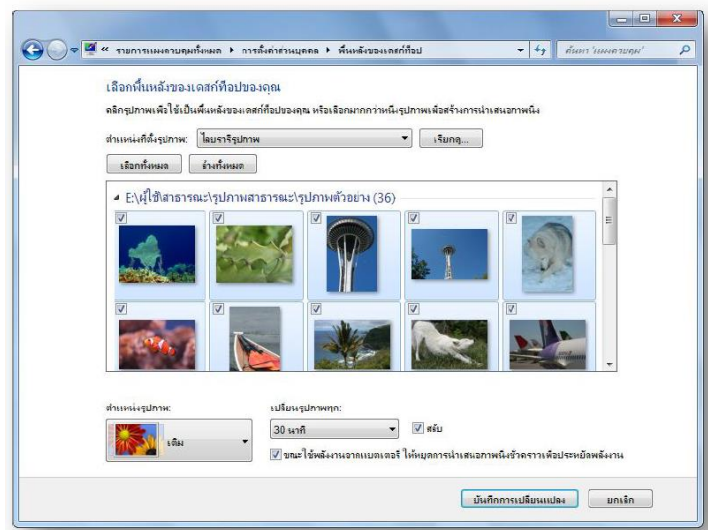 « รายการแผงควบคุมทั้งหมด ▸ การตั้งค่าส่วนบุคคล ▸ พื้นหลังของเดสก์ท็อป
ค้นหา 'แผงควบคุม'
เลือกพื้นหลังของเดสก์ท็อปของคุณ
คลิกรูปภาพเพื่อใช้เป็นพื้นหลังของเดสก์ท็อปของคุณ หรือเลือกมากกว่าหนึ่งรูปภาพเพื่อสร้างการนำเสนอภาพนิ่ง
ตำแหน่งที่ตั้งรูปภาพ: ไลบรารีรูปภาพ เรียกดู...
เลือกทั้งหมด ล้างทั้งหมด
E:\ผู้ใช้\สาธารณะ\รูปภาพสาธารณะ\รูปภาพตัวอย่าง (36)
ตำแหน่งรูปภาพ: เปลี่ยนรูปภาพทุก:
เติม 30 นาที สลับ
ขณะใช้พลังงานจากแบตเตอรี่ ให้หยุดการนำเสนอภาพนิ่งชั่วคราวเพื่อประหยัดพลังงาน
บันทึกการเปลี่ยนแปลง ยกเลิก